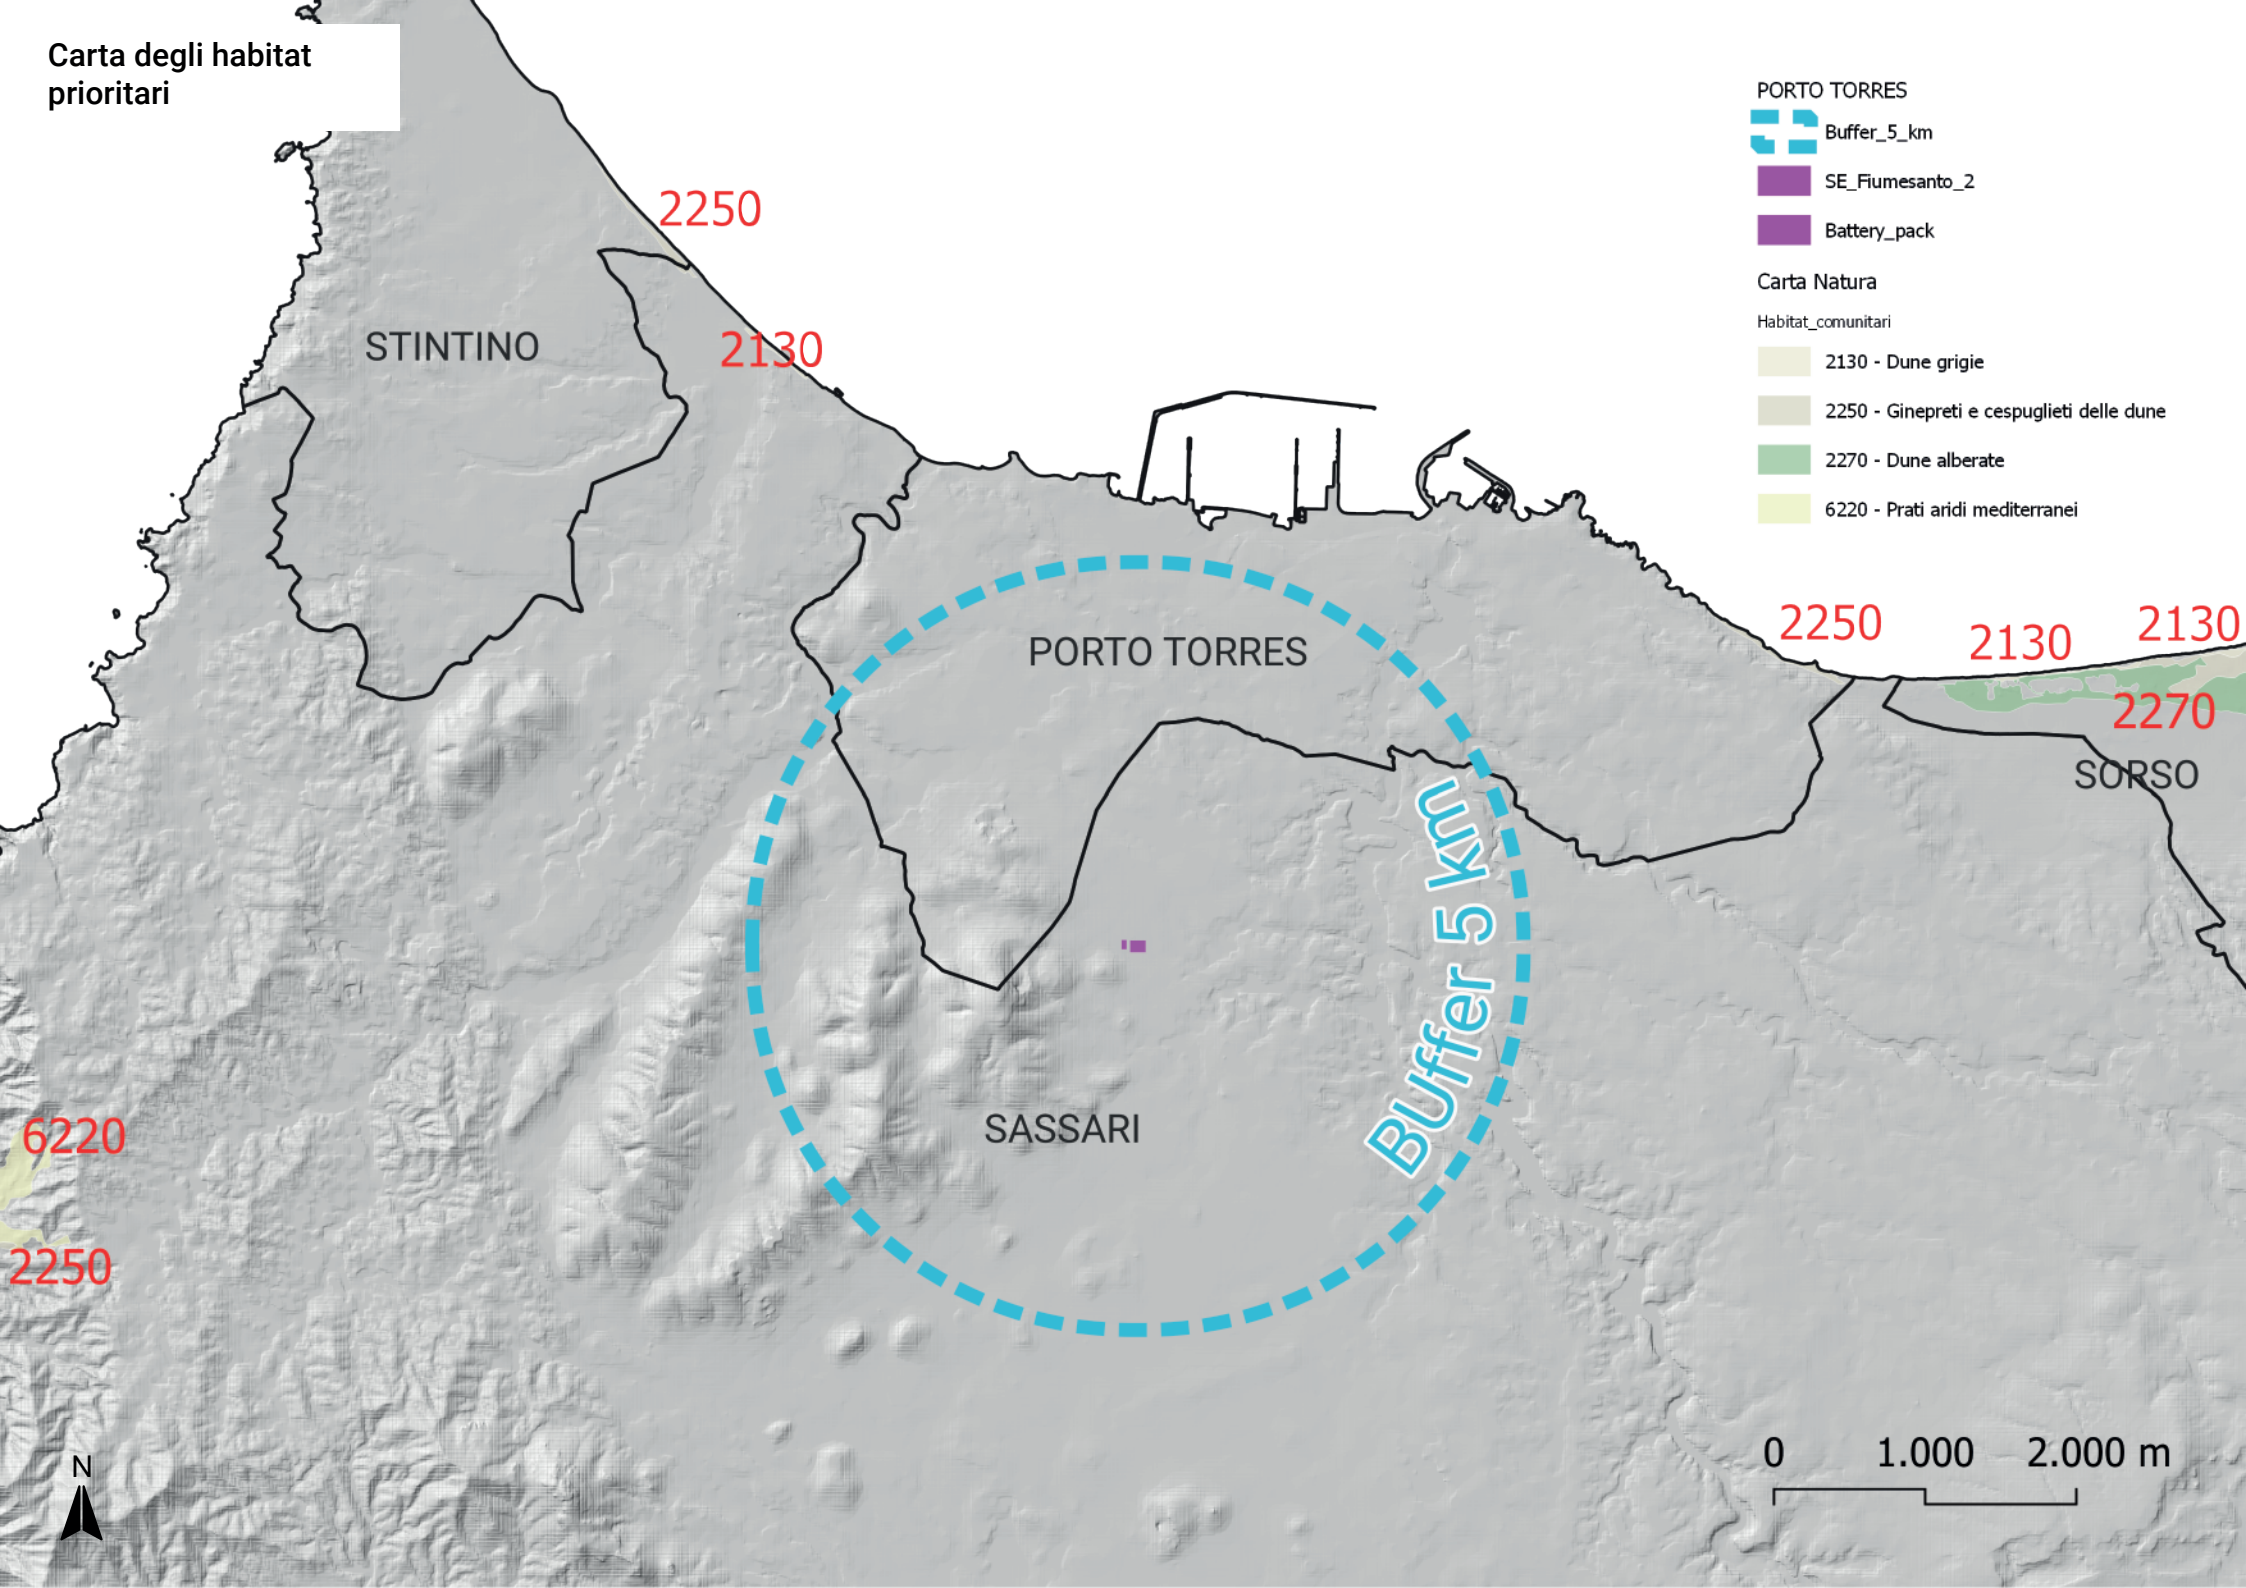 Carta degli habitat
prioritari
PORTO TORRES
Buffer_5_km
SE_Fiumesanto_2
Battery_pack
Carta Natura
Habitat_comunitari
2130 - Dune grigie
2250 - Ginepreti e cespuglieti delle dune
2270 - Dune alberate
6220 - Prati aridi mediterranei
2250
2130
STINTINO
PORTO TORRES
2250
2130
2130
2270
SORSO
BUffer 5 km
SASSARI
6220
2250
N
0 1.000 2.000 m